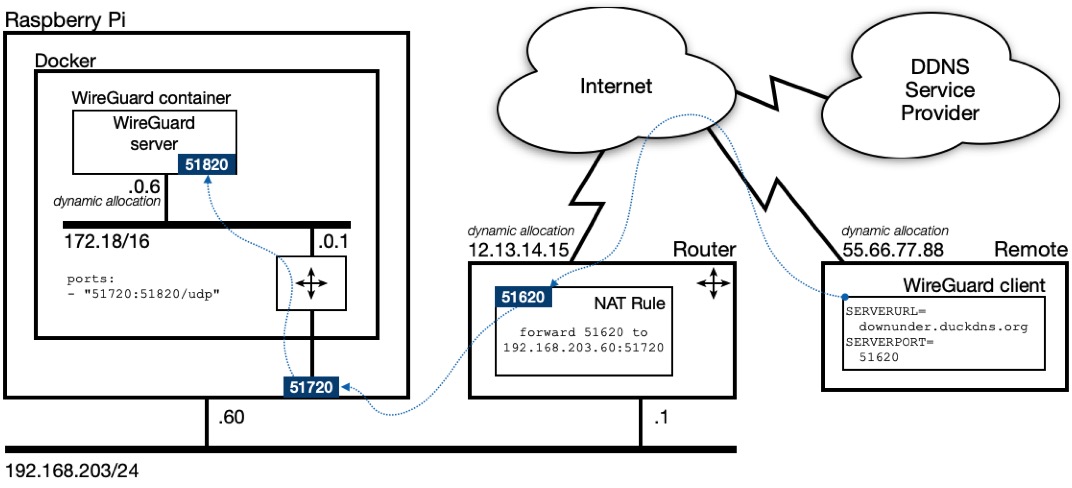 Raspberry Pi
Docker
WireGuard container
WireGuard
server
51820
.0.6
dynamic allocation
172.18/16
.0.1
ports:
- "51720:51820/udp"
51720
.60
192.168.203/24
Internet
DDNS
Service
Provider
dynamic allocation
12.13.14.15
Router
51620
NAT Rule
forward 51620 to
192.168.203.60:51720
.1
dynamic allocation
55.66.77.88
Remote
WireGuard client
SERVERURL=
downunder.duckdns.org
SERVERPORT=
51620